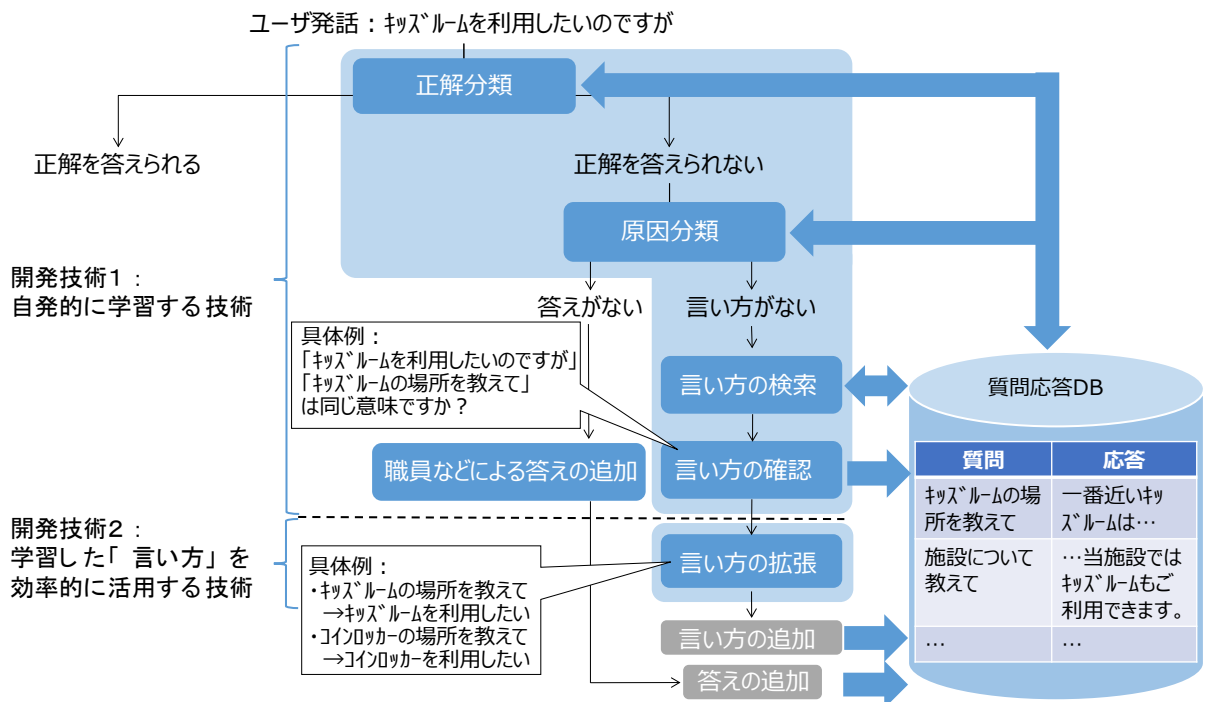 ユーザ発話：ｷｯｽﾞﾙｰﾑを利用したいのですが
正解分類
正解を答えられる
正解を答えられない
原因分類
開発技術1：
自発的に学習する技術
答えがない
言い方がない
具体例：
「ｷｯｽﾞﾙｰﾑを利用したいのですが」
「ｷｯｽﾞﾙｰﾑの場所を教えて」
は同じ意味ですか？
言い方の検索
質問応答DB
職員などによる答えの追加
言い方の確認
質問
応答
ｷｯｽﾞﾙｰﾑの場
所を教えて
一番近いｷｯ
ｽﾞﾙｰﾑは…
施設について
教えて
…当施設では
ｷｯｽﾞﾙｰﾑもご
利用できます。
…
…
開発技術2：
学習した「言い方」を
効率的に活用する技術
言い方の拡張
具体例：
・ｷｯｽﾞﾙｰﾑの場所を教えて
→ｷｯｽﾞﾙｰﾑを利用したい
・ｺｲﾝﾛｯｶｰの場所を教えて
→ｺｲﾝﾛｯｶｰを利用したい
言い方の追加
答えの追加